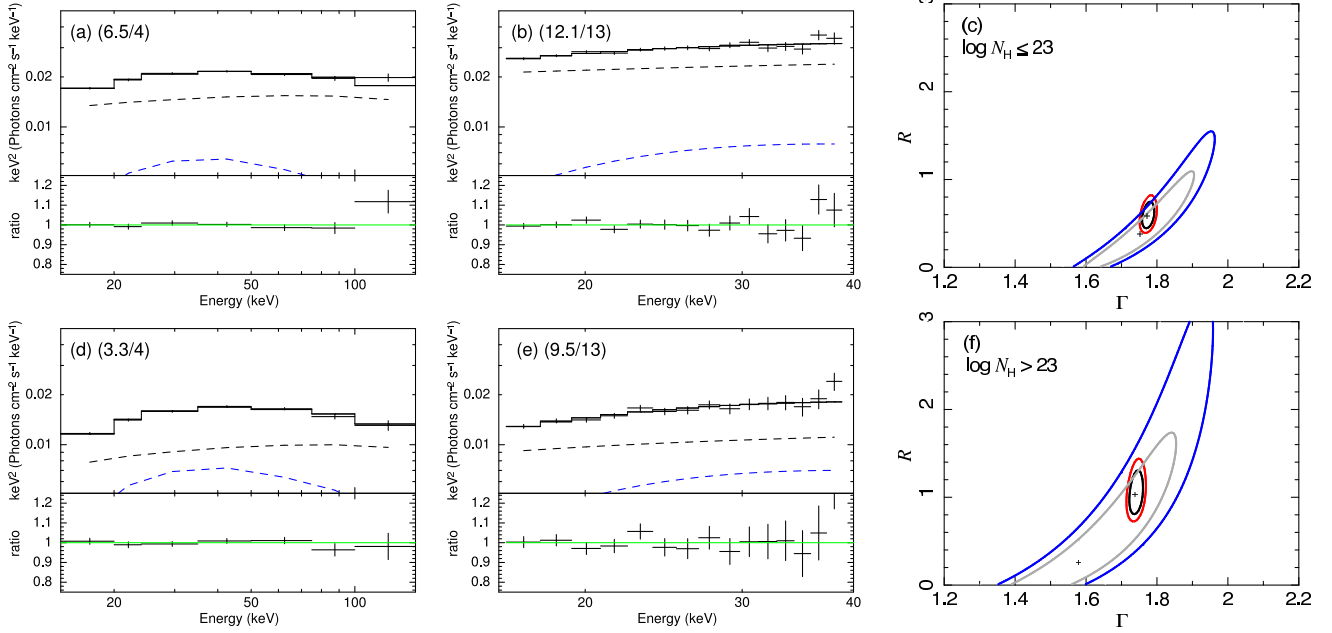 (a) (6.5/4)
keV² (Photons cm⁻² s⁻¹ keV⁻¹)
0.02
0.01
ratio
1.2
1.1
1
0.9
0.8
20
50
100
Energy (keV)
(b) (12.1/13)
keV² (Photons cm⁻² s⁻¹ keV⁻¹)
0.02
0.01
ratio
1.2
1.1
1
0.9
0.8
20
30
40
Energy (keV)
(c)
log N_H ≤ 23
R
3
2
1
0
1.2
1.4
1.6
1.8
2
2.2
Γ
(d) (3.3/4)
keV² (Photons cm⁻² s⁻¹ keV⁻¹)
0.02
0.01
ratio
1.2
1.1
1
0.9
0.8
20
50
100
Energy (keV)
(e) (9.5/13)
keV² (Photons cm⁻² s⁻¹ keV⁻¹)
0.02
0.01
ratio
1.2
1.1
1
0.9
0.8
20
30
40
Energy (keV)
(f)
log N_H > 23
R
3
2
1
0
1.2
1.4
1.6
1.8
2
2.2
Γ